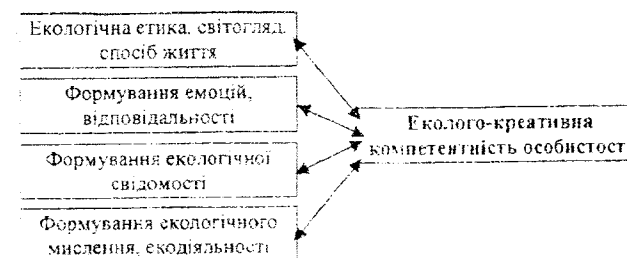 Екологічна етика, світогляд,
спосіб життя
Формування емоцій,
відповідальності
Формування екологічної
свідомості
Формування екологічного
мислення, екодіяльності
Еколого-креативна
компетентність особистост